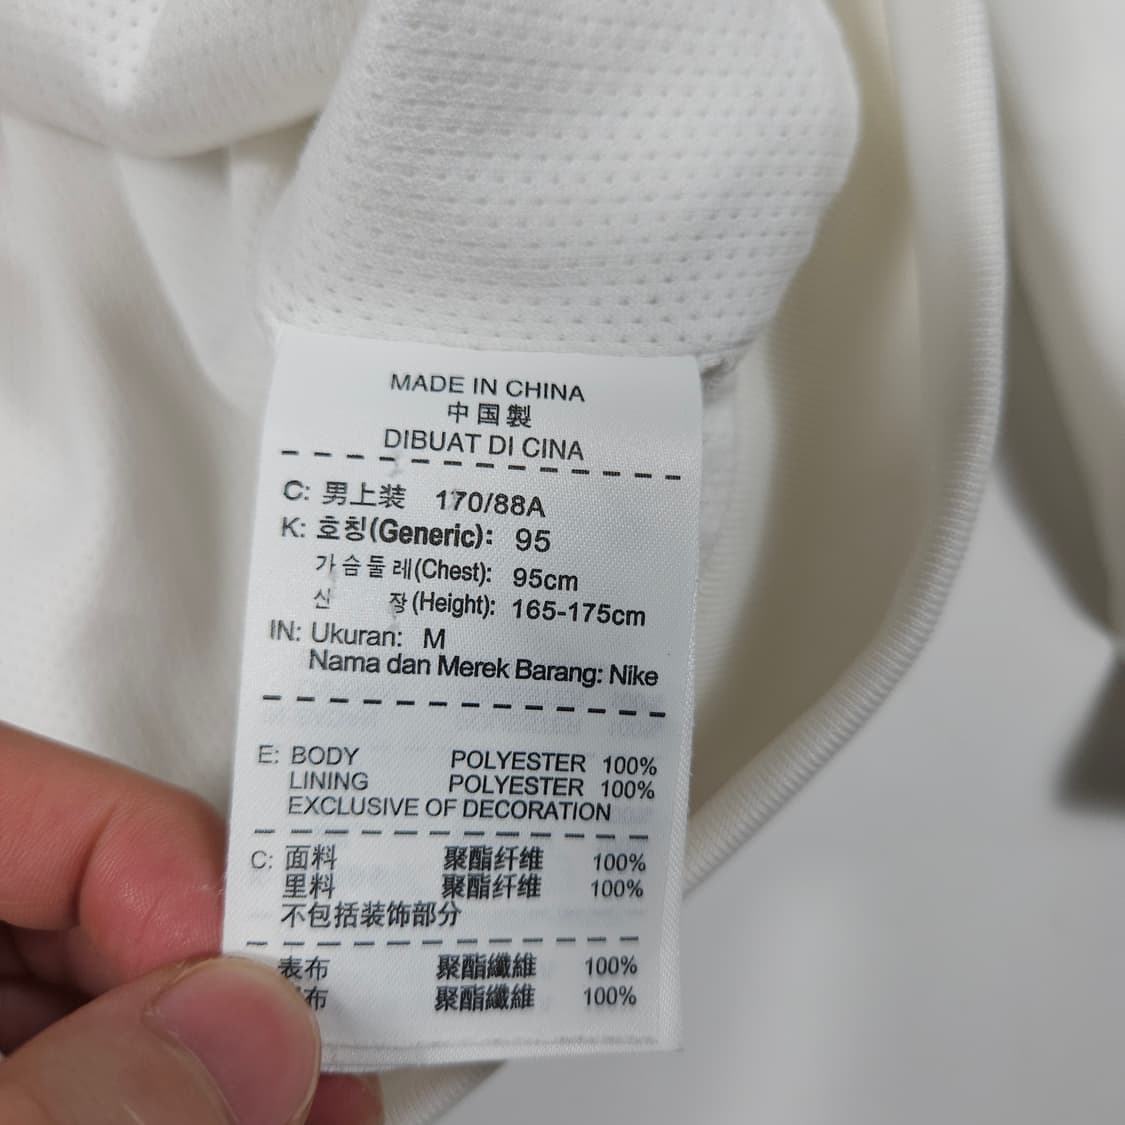 MADE IN CHINA
中国製
DIBUAT DI CINA
C: 男上装 170/88A
K: 호칭(Generic): 95
가슴둘레(Chest): 95cm
신 장(Height): 165-175cm
IN: Ukuran: M
Nama dan Merek Barang: Nike
E: BODY POLYESTER 100%
LINING POLYESTER 100%
EXCLUSIVE OF DECORATION
C: 面料 聚酯纤维 100%
里料 聚酯纤维 100%
不包括装饰部分
表布 聚酯纖維 100%
布 聚酯纖維 100%